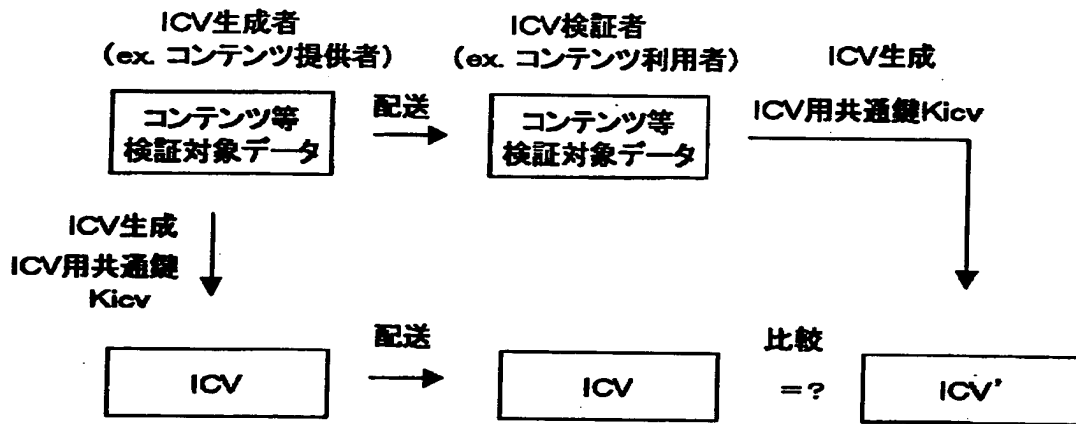 ICV生成者
(ex. コンテンツ提供者)
ICV検証者
(ex. コンテンツ利用者)
ICV生成
ICV用共通鍵Kicv
コンテンツ等
検証対象データ
配送
コンテンツ等
検証対象データ
ICV生成
ICV用共通鍵
Kicv
ICV
配送
ICV
比較
=?
ICV'